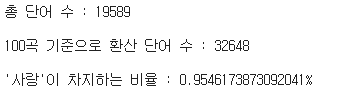 총 단어 수 : 19589
100곡 기준으로 환산 단어 수 : 32648
'사랑'이 차지하는 비율 : 0.9546173873092041%